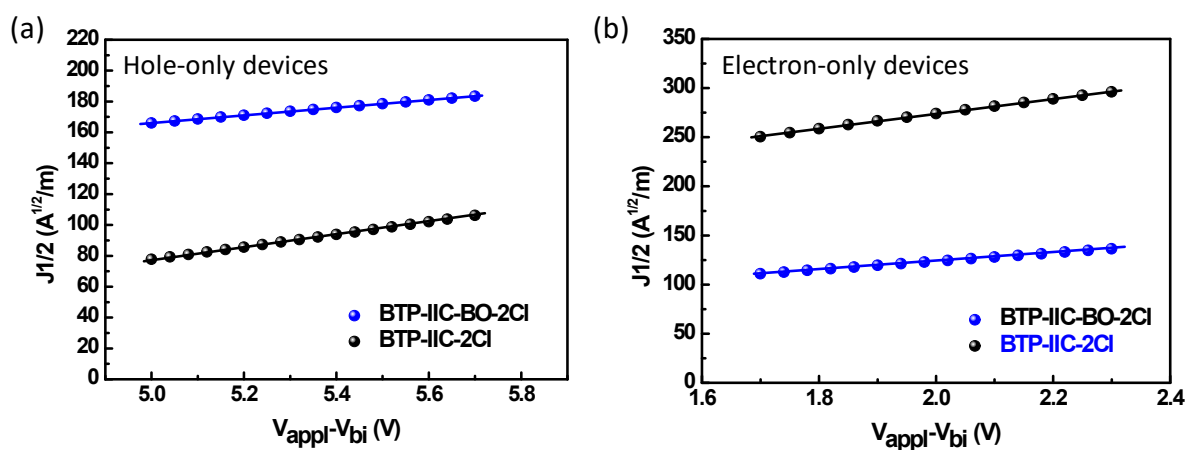 (a)
Hole-only devices
J1/2 (A^1/2/m)
220
200
180
160
140
120
100
80
60
40
20
0
BTP-IIC-BO-2Cl
BTP-IIC-2Cl
5.0 5.2 5.4 5.6 5.8
Vappl-Vbi (V)
(b)
Electron-only devices
J1/2 (A^1/2/m)
350
300
250
200
150
100
50
0
BTP-IIC-BO-2Cl
BTP-IIC-2Cl
1.6 1.8 2.0 2.2 2.4
Vappl-Vbi (V)